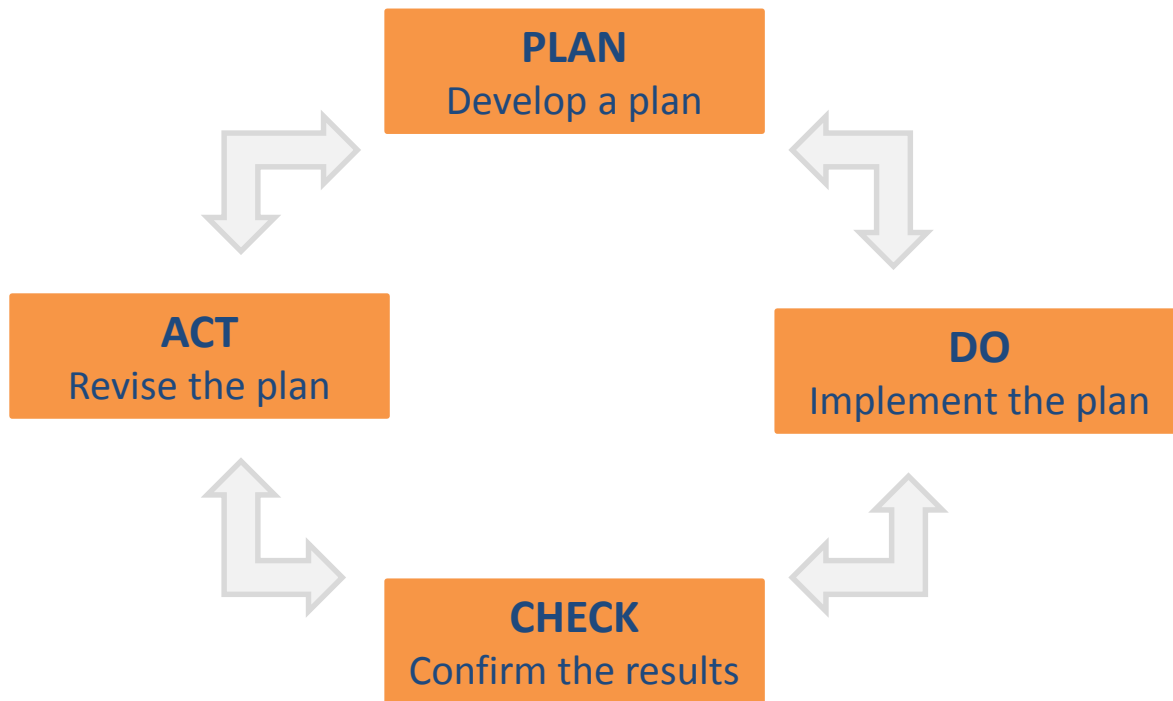 PLAN
Develop a plan
ACT
Revise the plan
DO
Implement the plan
CHECK
Confirm the results